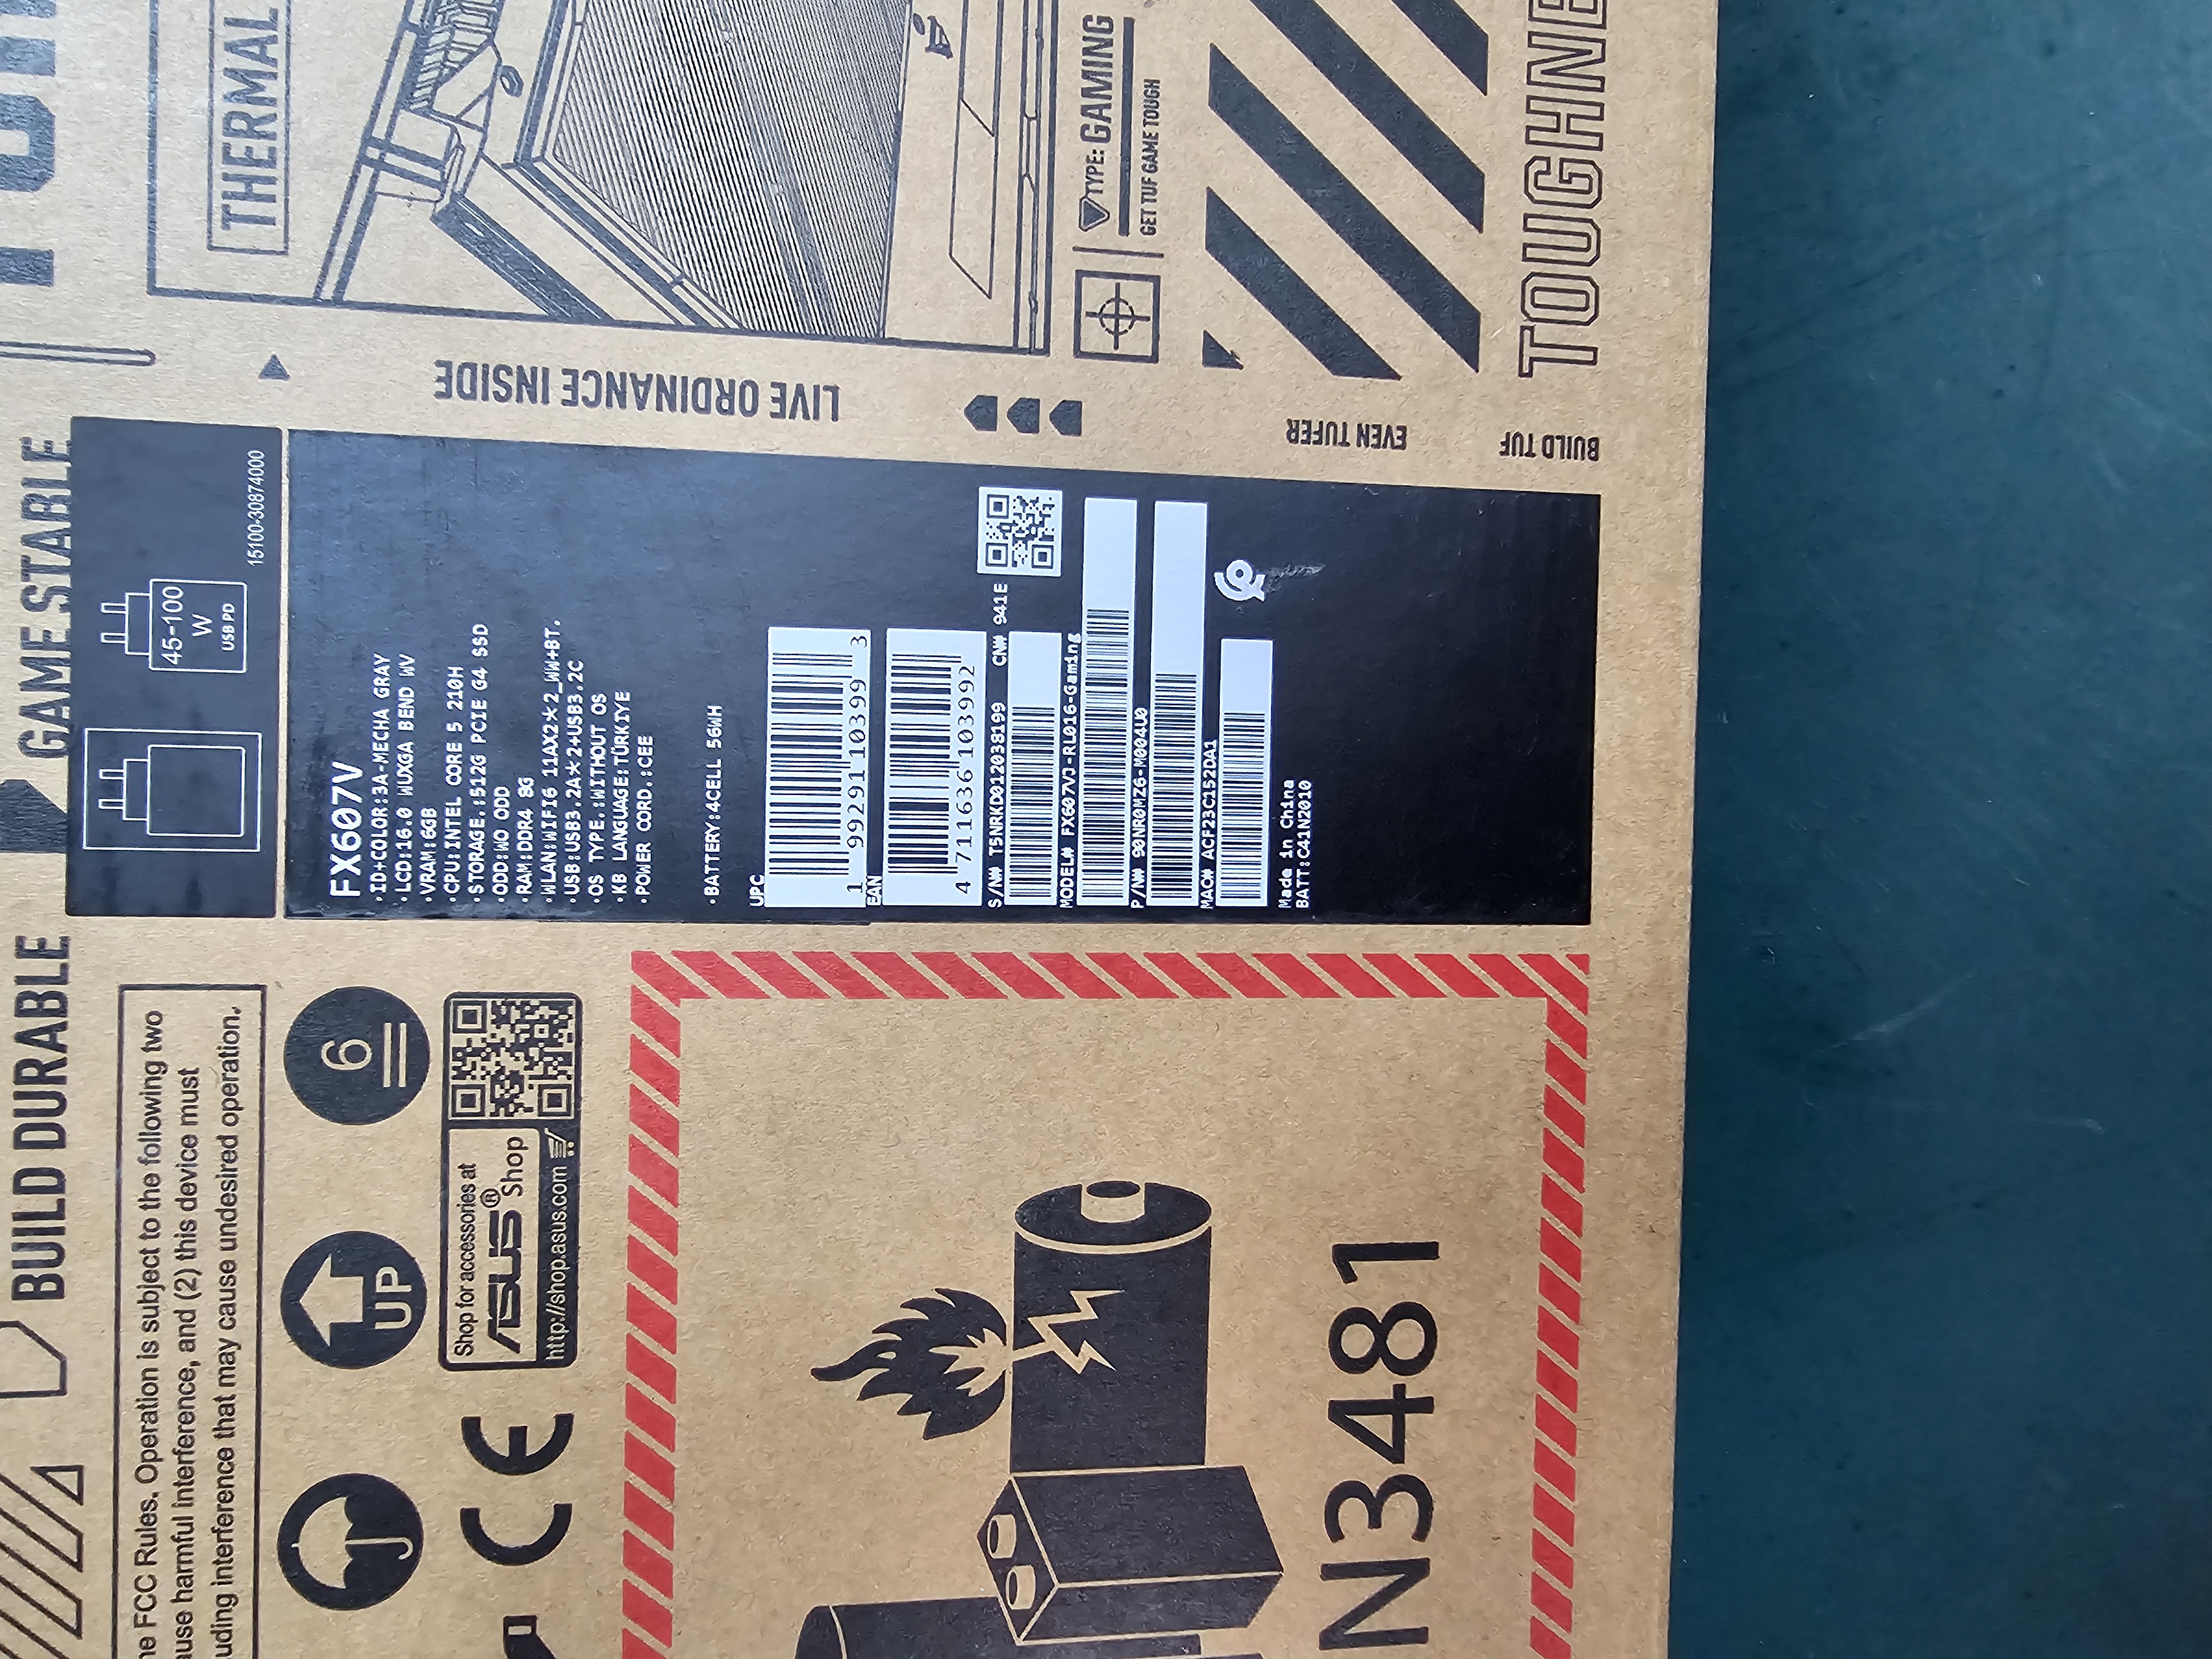 THERMAL
TYPE: GAMING
GET TUF GAME TOUGH
LIVE ORDINANCE INSIDE
EVEN TUFER
BUILD TUF
GAME STABLE
BUILD DURABLE
45-100
W
USB PD
15100-30874000
FX607V
·ID+COLOR:3A-MECHA GRAY
·LCD:16.0 WUXGA BEND WV
·VRAM:6GB
·CPU:INTEL CORE 5 210H
·STORAGE.:512G PCIE G4 SSD
·ODD:WO ODD
·RAM:DDR4 8G
·WLAN:WIFI6 11AX2*2_WW+BT.
·USB:USB3.2A*2+USB3.2C
·OS TYPE.:WITHOUT OS
·KB LANGUAGE:TÜRKIYE
·POWER CORD.:CEE
·BATTERY:4CELL 56WH
UPC
1 99291 10399 3
EAN
4 711636 103992
S/N# T5NRKD012038199 CN# 941E
MODEL# FX607VJ-RL016-Gaming
P/N# 90NR0MZ6-M004U0
MAC# ACF23C152DA1
Made in China
BATT:C41N2010
FCC Rules. Operation is subject to the following two
harmful interference, and (2) this device must
interference that may cause undesired operation.
6
UP
Shop for accessories at
ASUS® Shop
http://shop.asus.com
CE
N3481